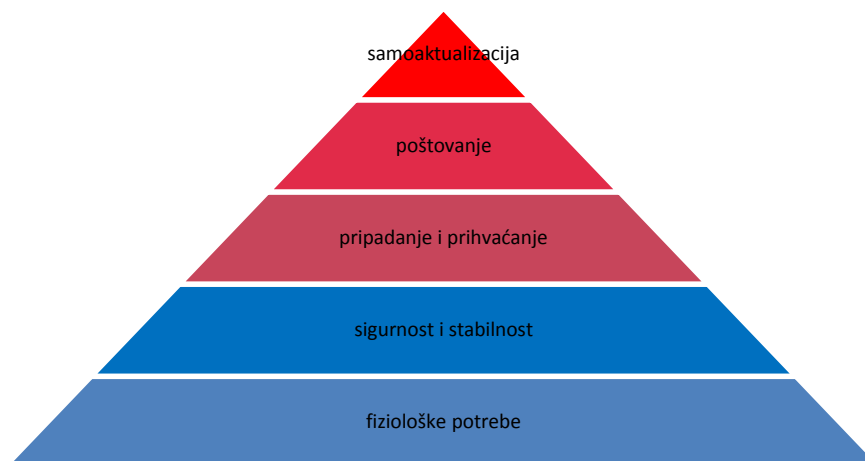 samoaktualizacija
poštovanje
pripadanje i prihvaćanje
sigurnost i stabilnost
fiziološke potrebe